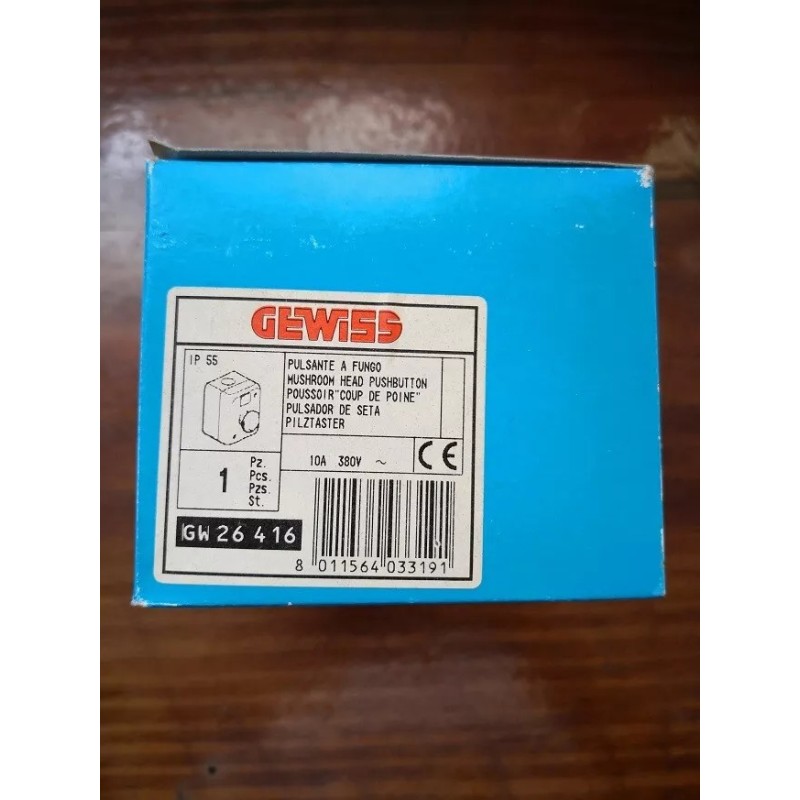 GEWISS
IP 55
PULSANTE A FUNGO
MUSHROOM HEAD PUSHBUTTON
POUSSOIR"COUP DE POINE"
PULSADOR DE SETA
PILZTASTER
10A 380V ~
CE
1
Pz.
Pcs.
Pzs.
St.
GW 26 416
8 011564 033191